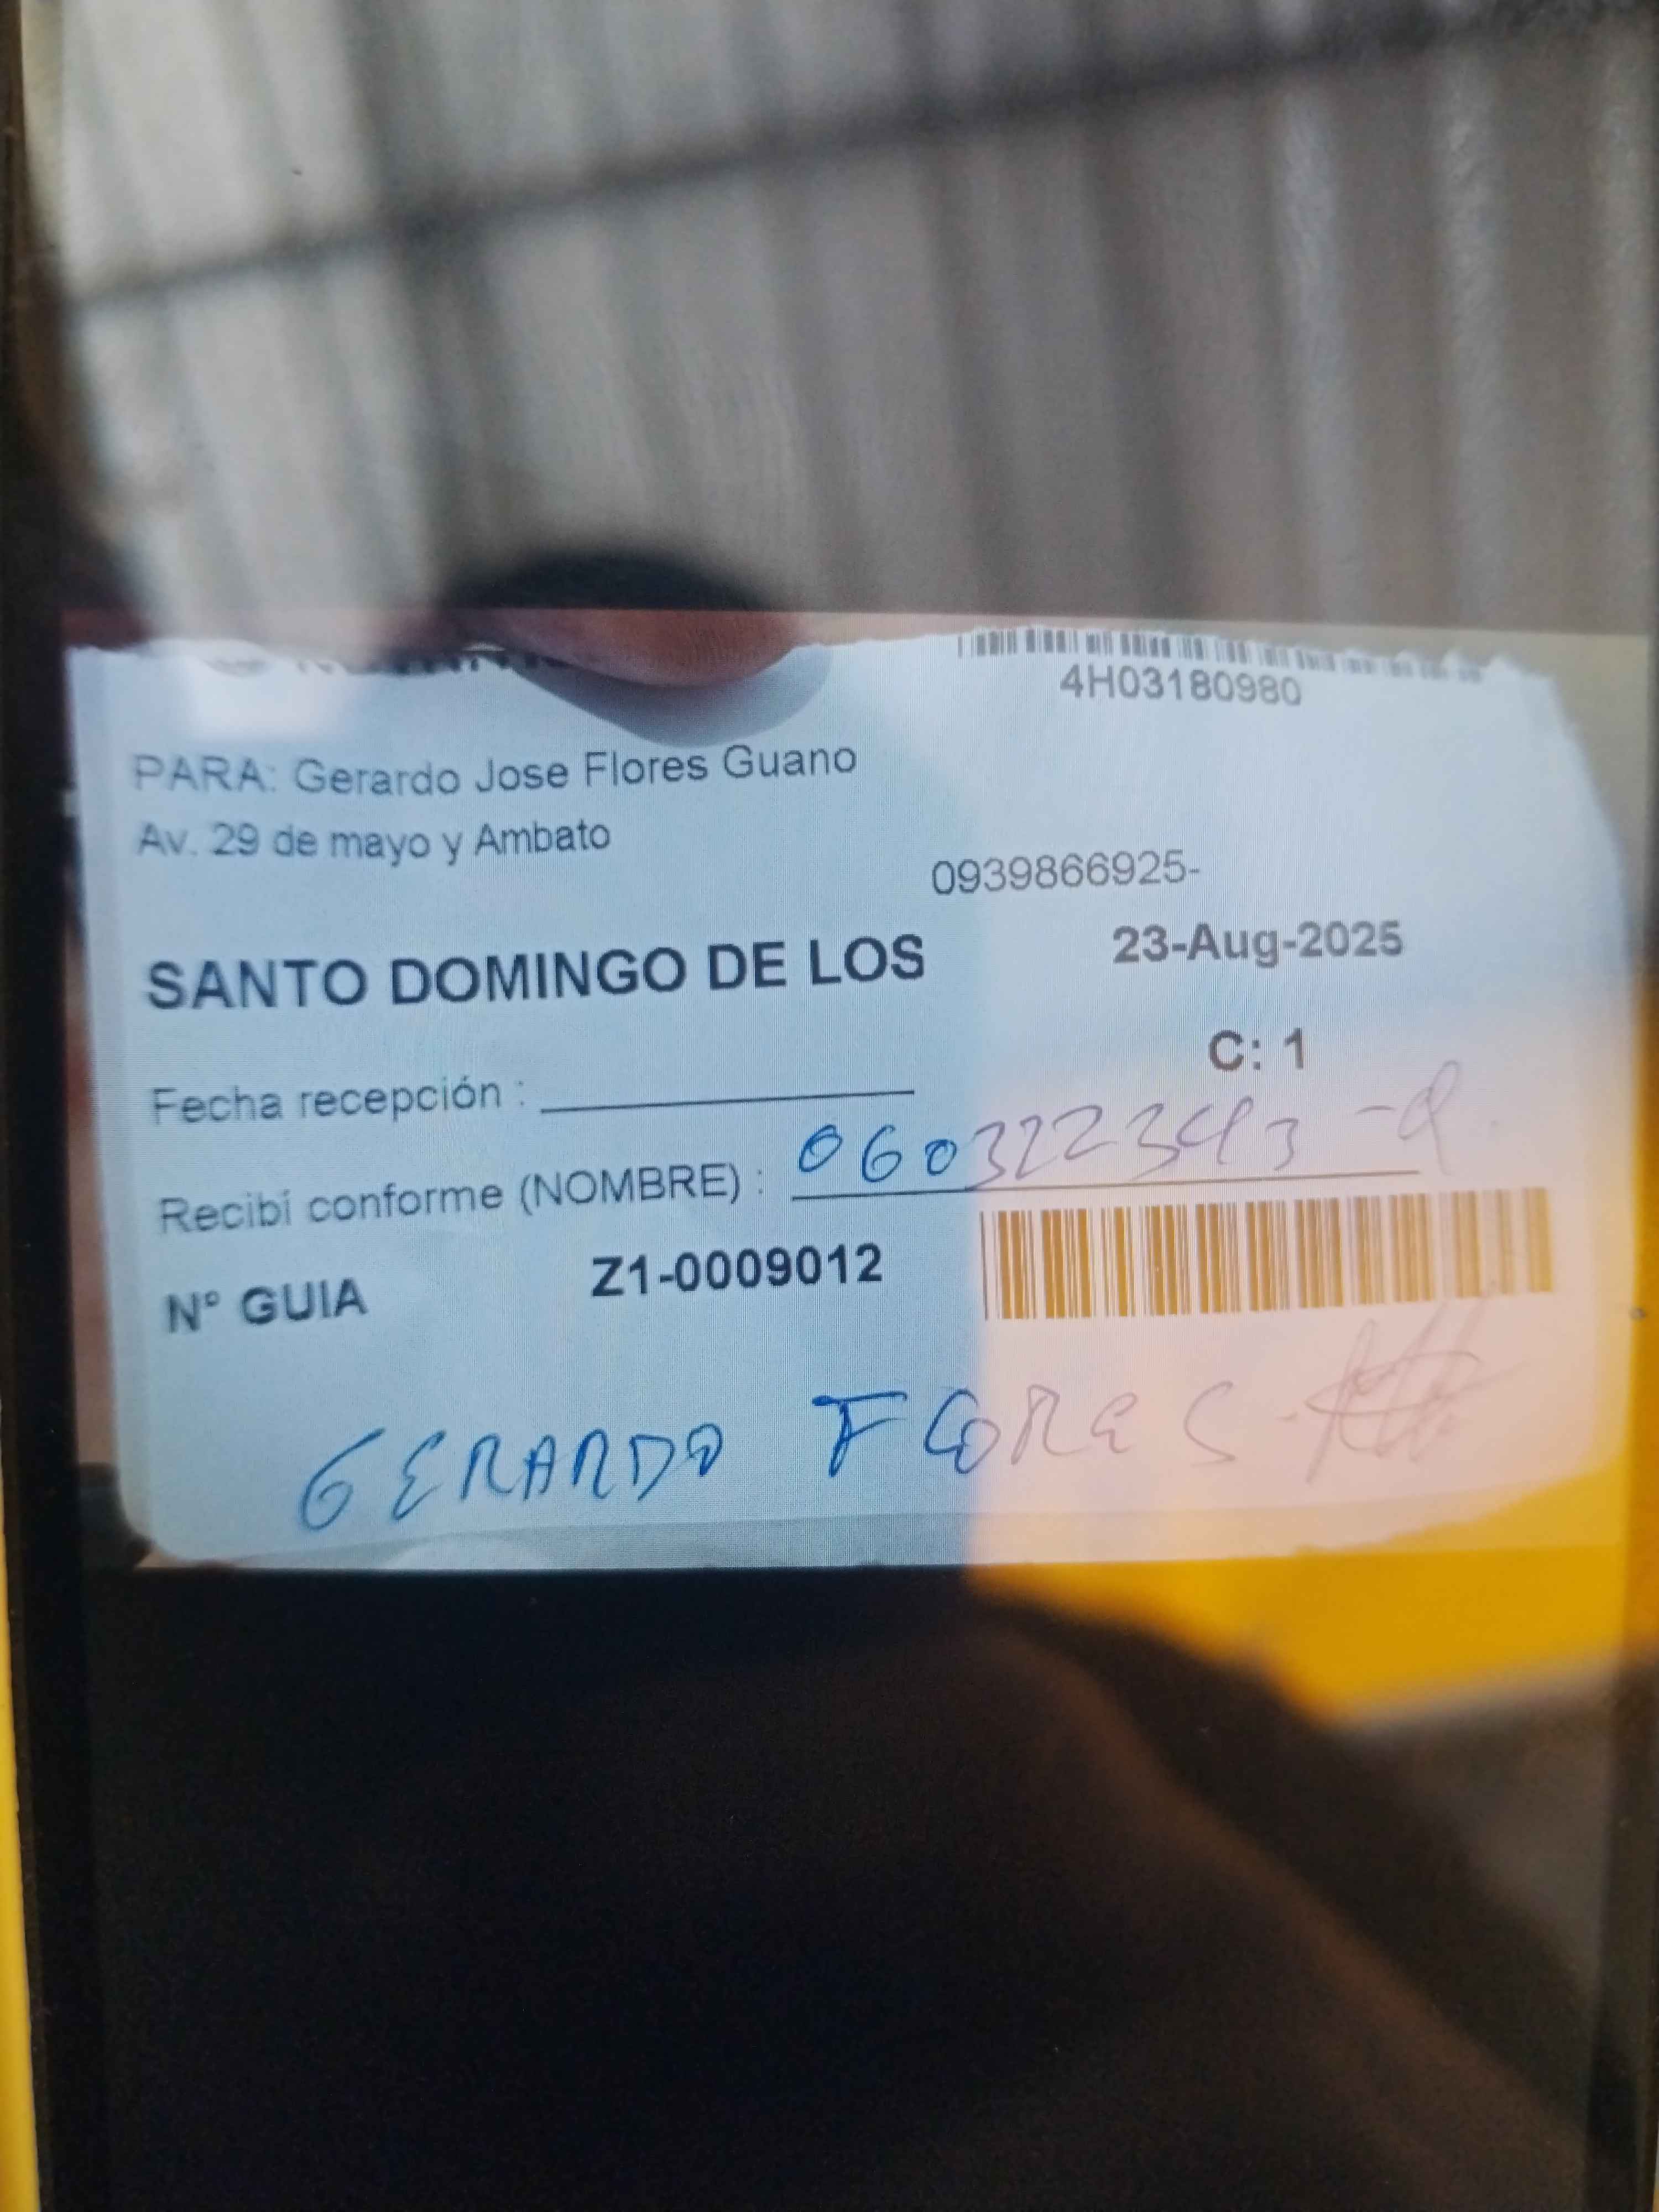 4H03180980
PARA: Gerardo Jose Flores Guano
Av. 29 de mayo y Ambato
0939866925-
SANTO DOMINGO DE LOS
23-Aug-2025
C: 1
Fecha recepción :
Recibí conforme (NOMBRE) : 060322343-9
N° GUIA Z1-0009012
GERARDO FLORES